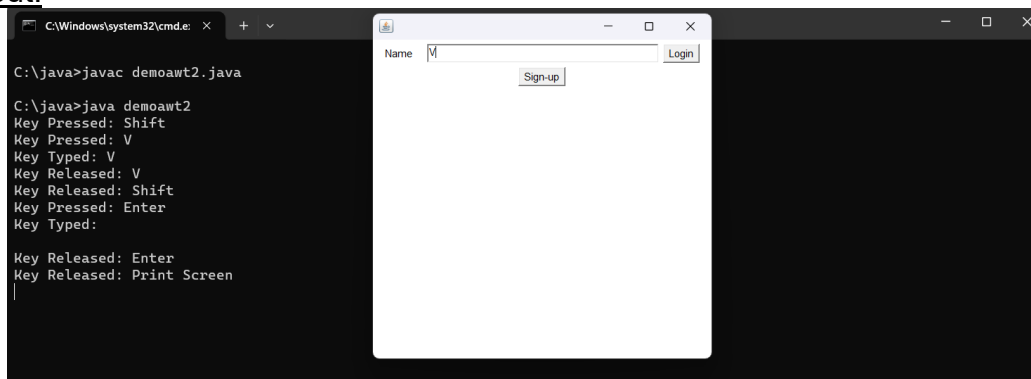 C:\Windows\system32\cmd.e:
C:\java>javac demoawt2.java
C:\java>java demoawt2
Key Pressed: Shift
Key Pressed: V
Key Typed: V
Key Released: V
Key Released: Shift
Key Pressed: Enter
Key Typed:
Key Released: Enter
Key Released: Print Screen
Name V Login
Sign-up